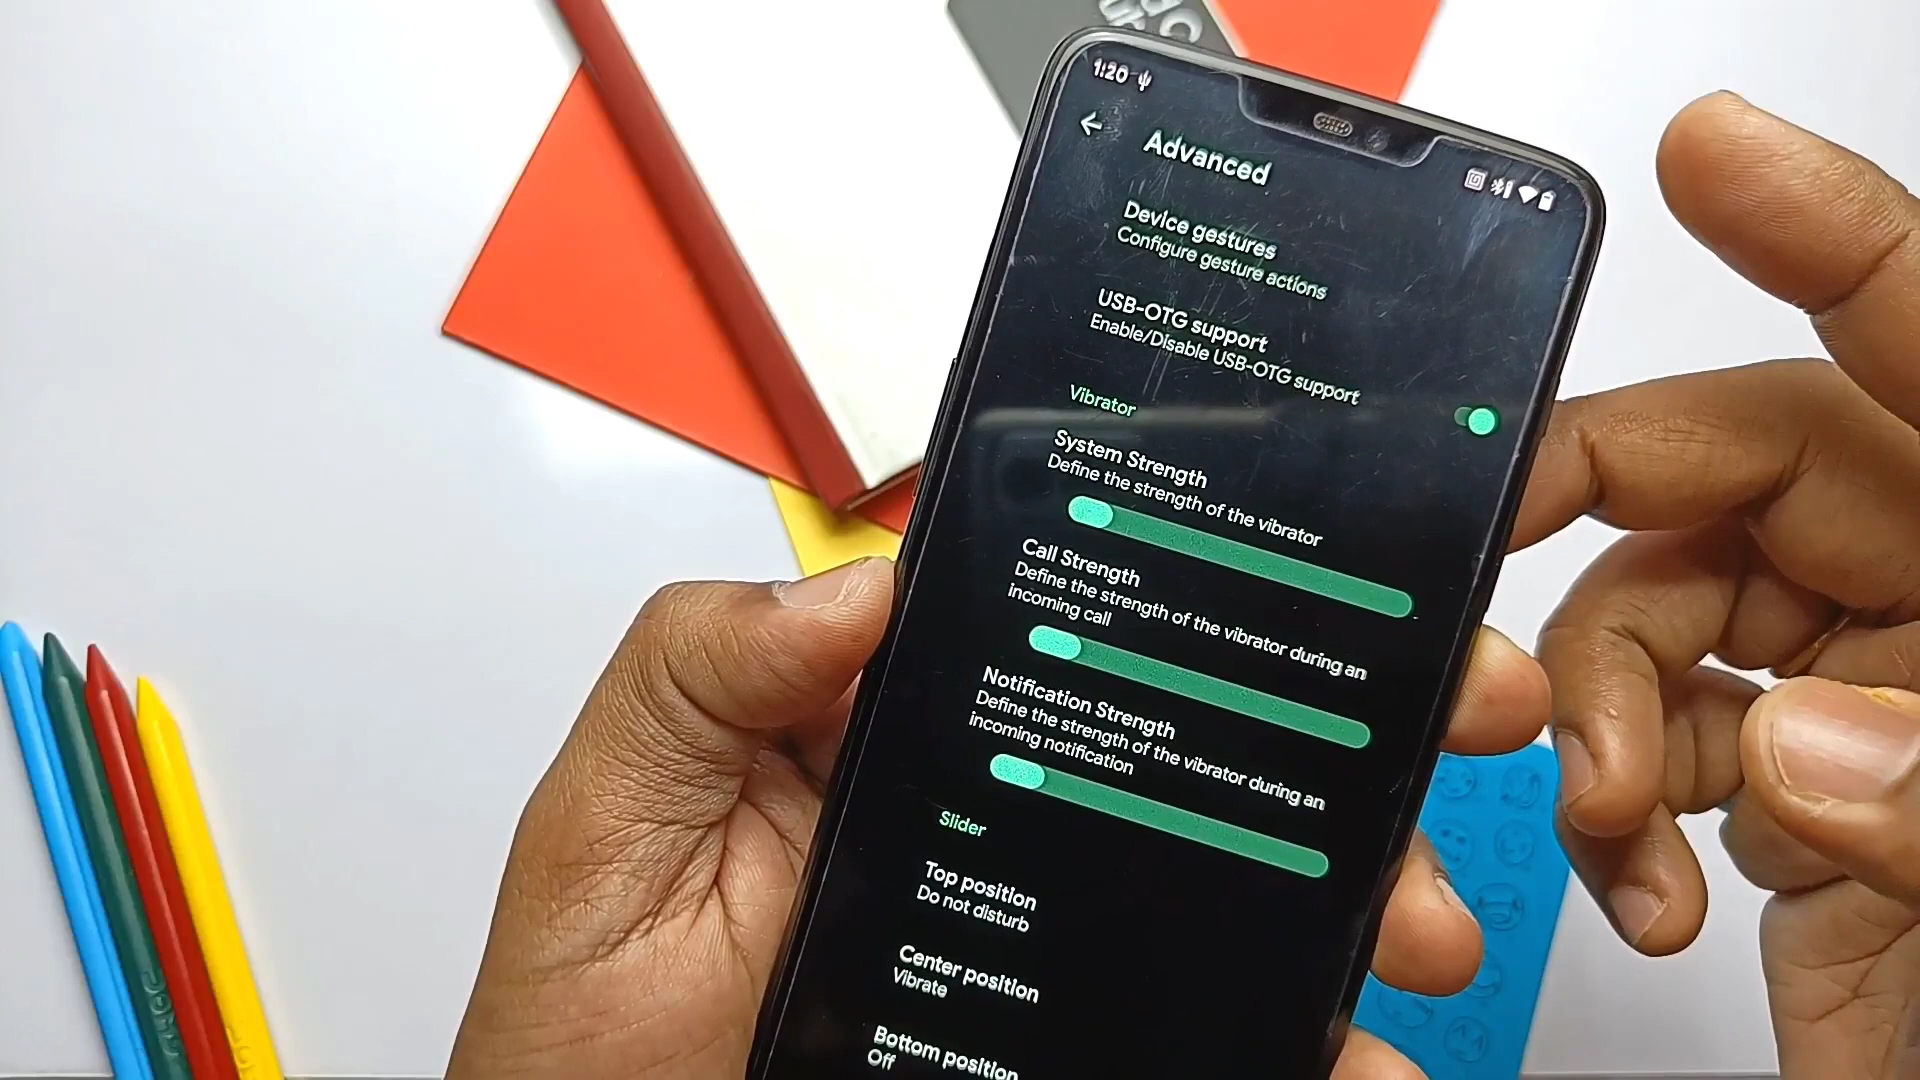 1:20
Advanced
Device gestures
Configure gesture actions
USB-OTG support
Enable/Disable USB-OTG support
Vibrator
System Strength
Define the strength of the vibrator
Call Strength
Define the strength of the vibrator during an
incoming call
Notification Strength
Define the strength of the vibrator during an
incoming notification
Slider
Top position
Do not disturb
Center position
Vibrate
Bottom position
Off